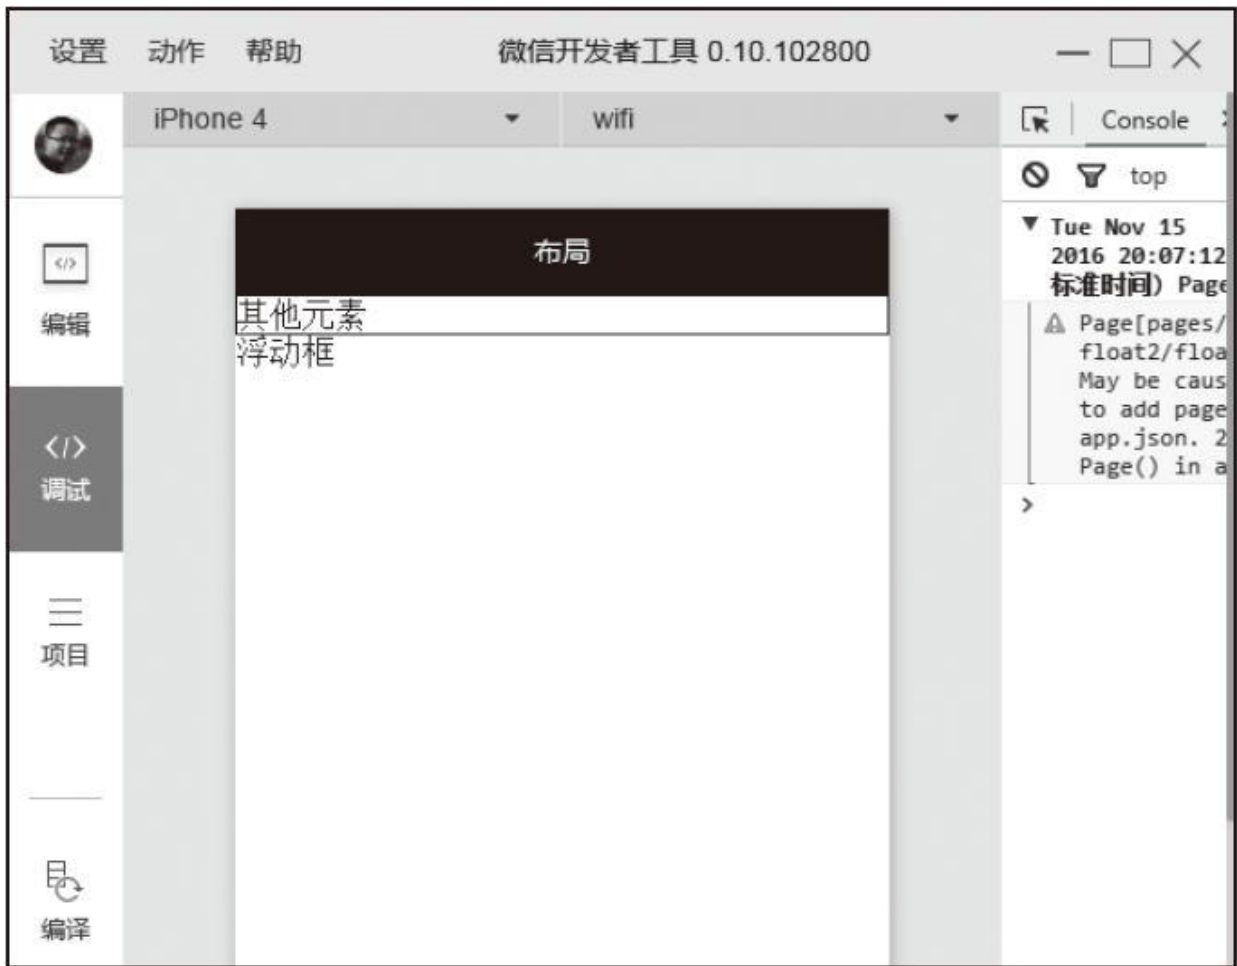 设置 动作 帮助 微信开发者工具 0.10.102800
iPhone 4 wifi Console
top
编辑
调试
项目
编译
布局
其他元素
浮动框
Tue Nov 15
2016 20:07:12
标准时间) Page
Page[pages/
float2/floa
May be caus
to add page
app.json. 2
Page() in a